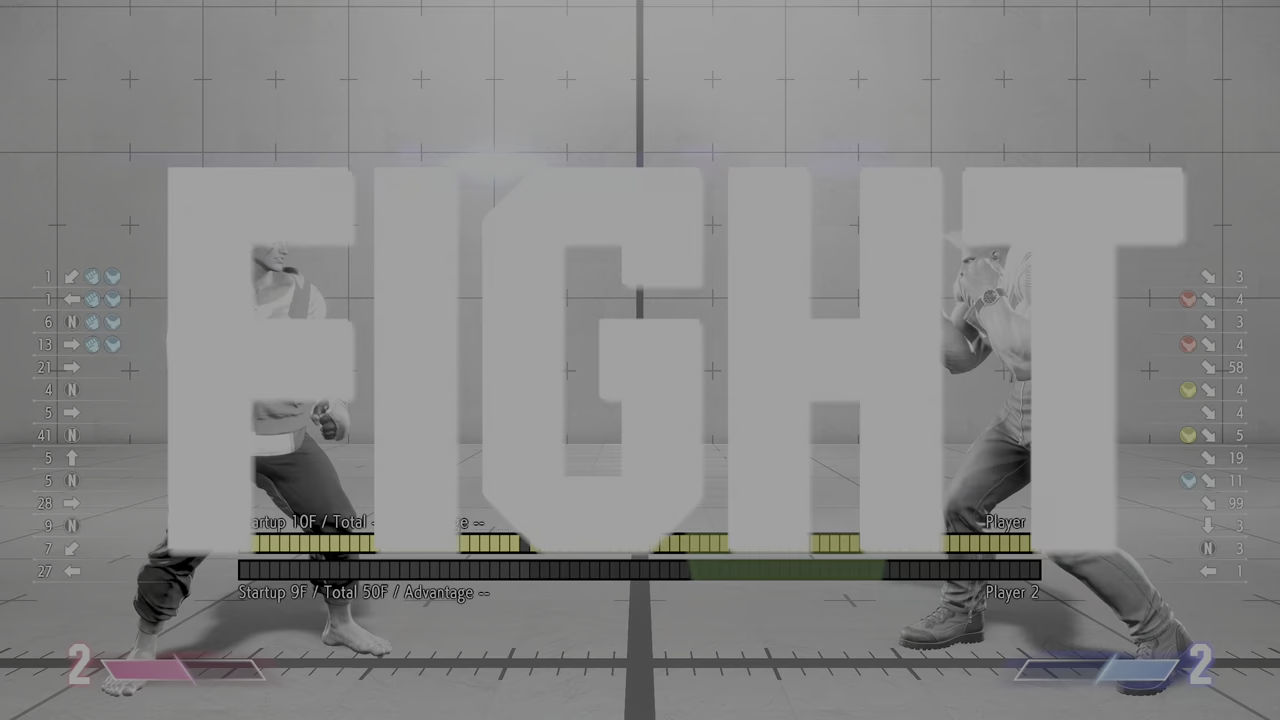 FIGHT
1
1
6 N
13
21
4 N
5
41 N
5
5 N
28
9 N
7
27
3
4
3
4
58
4
4
5
19
11
99
3
N 3
1
artup 10F / Total - ge --
Player
Startup 9F / Total 50F / Advantage --
Player 2
2
2